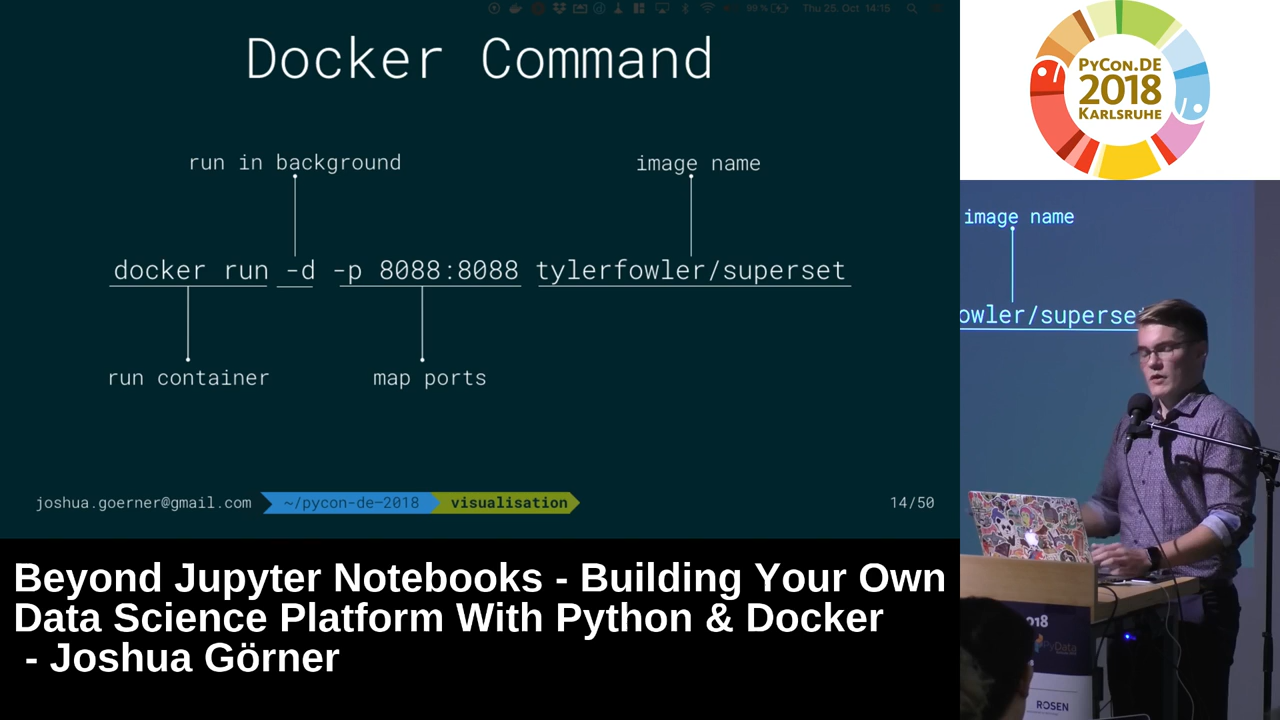 99% Thu 25. Oct 14:15
Docker Command
run in background
image name
docker run -d -p 8088:8088 tylerfowler/superset
run container
map ports
joshua.goerner@gmail.com
~/pycon-de-2018
visualisation
14/50
Beyond Jupyter Notebooks - Building Your Own
Data Science Platform With Python & Docker
- Joshua Görner
PYCON.DE
2018
KARLSRUHE
image name
owler/superset
PyData
ROSEN